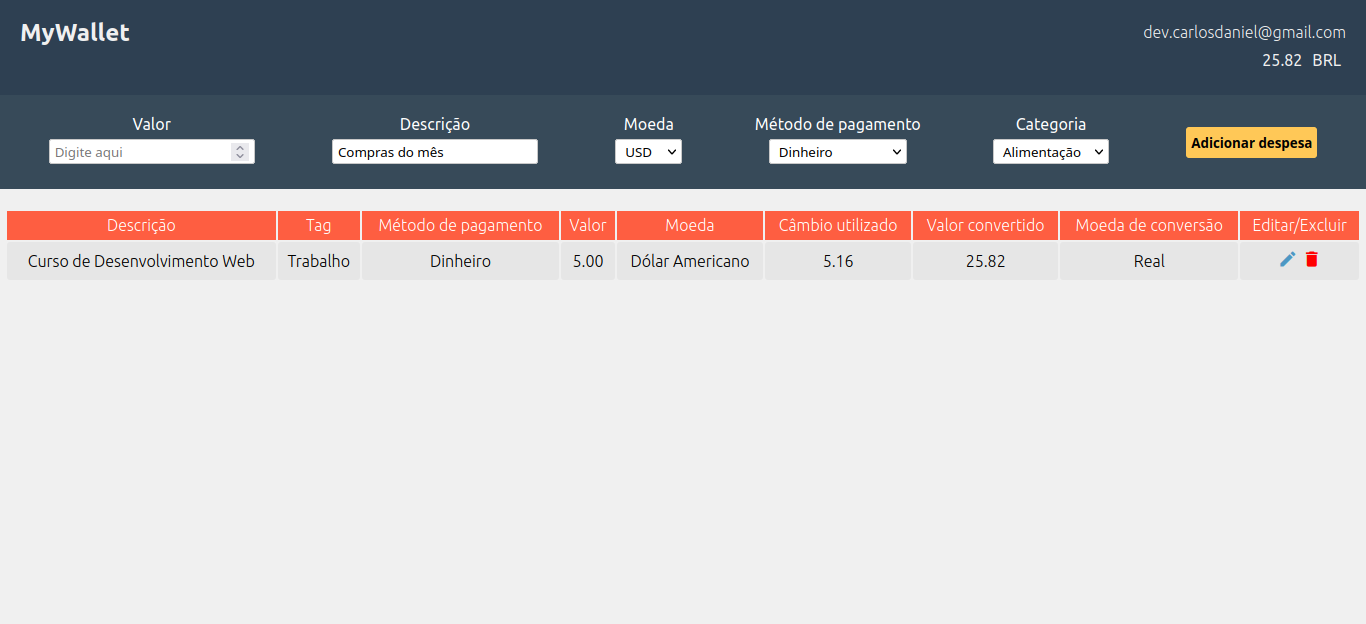 MyWallet
dev.carlosdaniel@gmail.com
25.82 BRL
Valor Descrição Moeda Método de pagamento Categoria
Digite aqui Compras do mês USD Dinheiro Alimentação Adicionar despesa
Descrição Tag Método de pagamento Valor Moeda Câmbio utilizado Valor convertido Moeda de conversão Editar/Excluir
Curso de Desenvolvimento Web Trabalho Dinheiro 5.00 Dólar Americano 5.16 25.82 Real